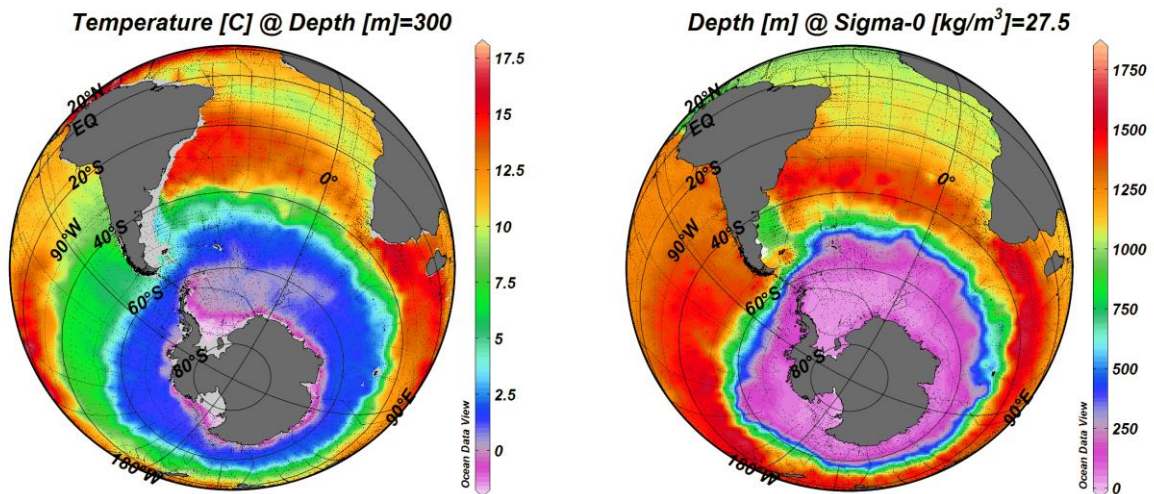 Temperature [C] @ Depth [m]=300
17.5
15
12.5
10
7.5
5
2.5
0
20°N
EQ
20°S
0°
90°W
40°S
60°S
80°S
90°E
180°W
Ocean Data View
Depth [m] @ Sigma-0 [kg/m³]=27.5
1750
1500
1250
1000
750
500
250
0
20°N
EQ
20°S
0°
90°W
40°S
60°S
80°S
90°E
180°W
Ocean Data View